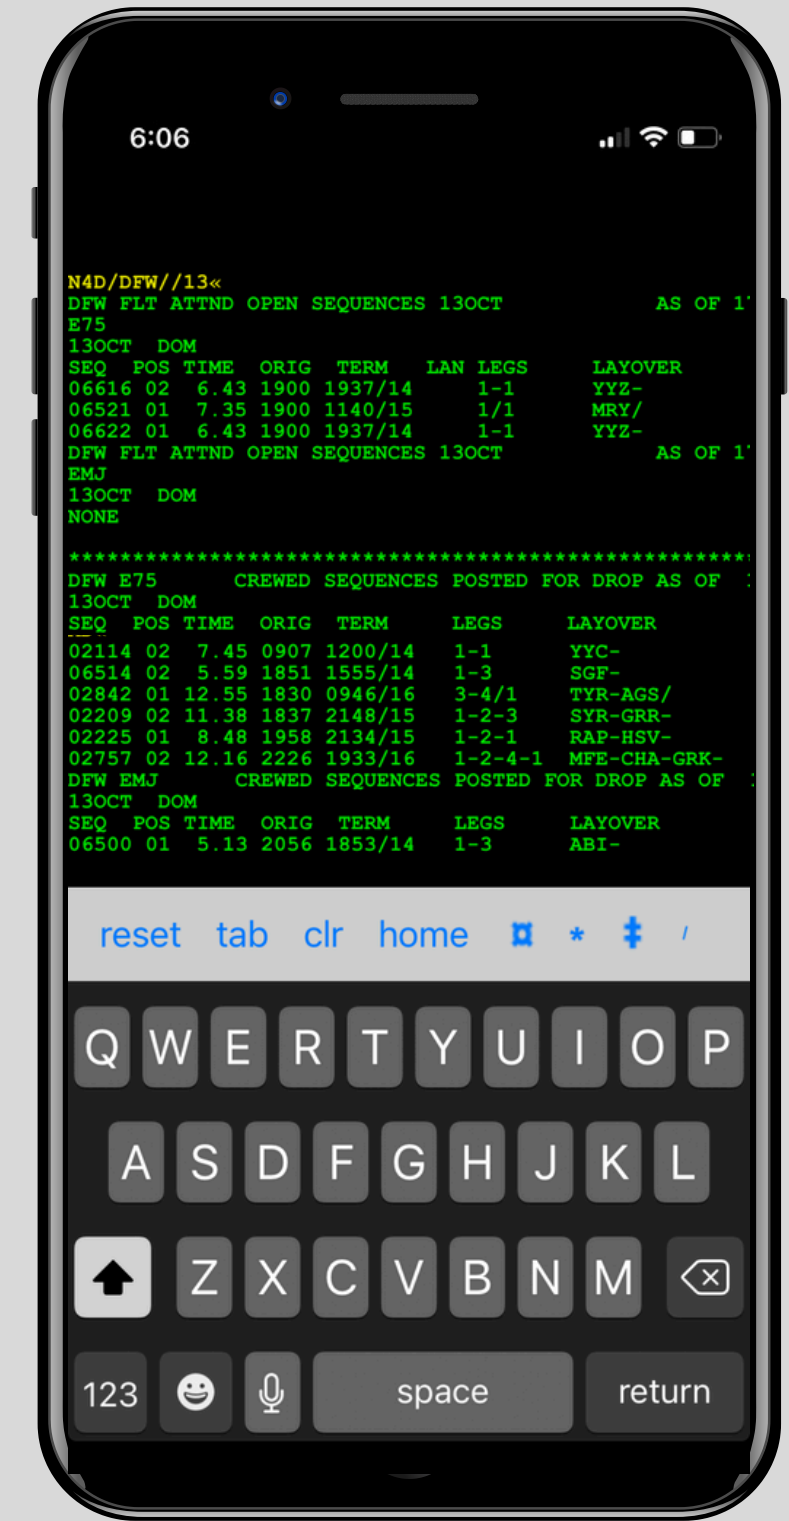 6:06
N4D/DFW//13«
DFW FLT ATTND OPEN SEQUENCES 13OCT AS OF
E75
13OCT DOM
SEQ POS TIME ORIG TERM LAN LEGS LAYOVER
06616 02 6.43 1900 1937/14 1-1 YYZ-
06521 01 7.35 1900 1140/15 1/1 MRY/
06622 01 6.43 1900 1937/14 1-1 YYZ-
DFW FLT ATTND OPEN SEQUENCES 13OCT AS OF
EMJ
13OCT DOM
NONE
******************************************************
DFW E75 CREWED SEQUENCES POSTED FOR DROP AS OF
13OCT DOM
SEQ POS TIME ORIG TERM LEGS LAYOVER
02114 02 7.45 0907 1200/14 1-1 YYC-
06514 02 5.59 1851 1555/14 1-3 SGF-
02842 01 12.55 1830 0946/16 3-4/1 TYR-AGS/
02209 02 11.38 1837 2148/15 1-2-3 SYR-GRR-
02225 01 8.48 1958 2134/15 1-2-1 RAP-HSV-
02757 02 12.16 2226 1933/16 1-2-4-1 MFE-CHA-GRK-
DFW EMJ CREWED SEQUENCES POSTED FOR DROP AS OF
13OCT DOM
SEQ POS TIME ORIG TERM LEGS LAYOVER
06500 01 5.13 2056 1853/14 1-3 ABI-
reset tab clr home ¤ * ‡ /
Q W E R T Y U I O P
A S D F G H J K L
Z X C V B N M
123 space return